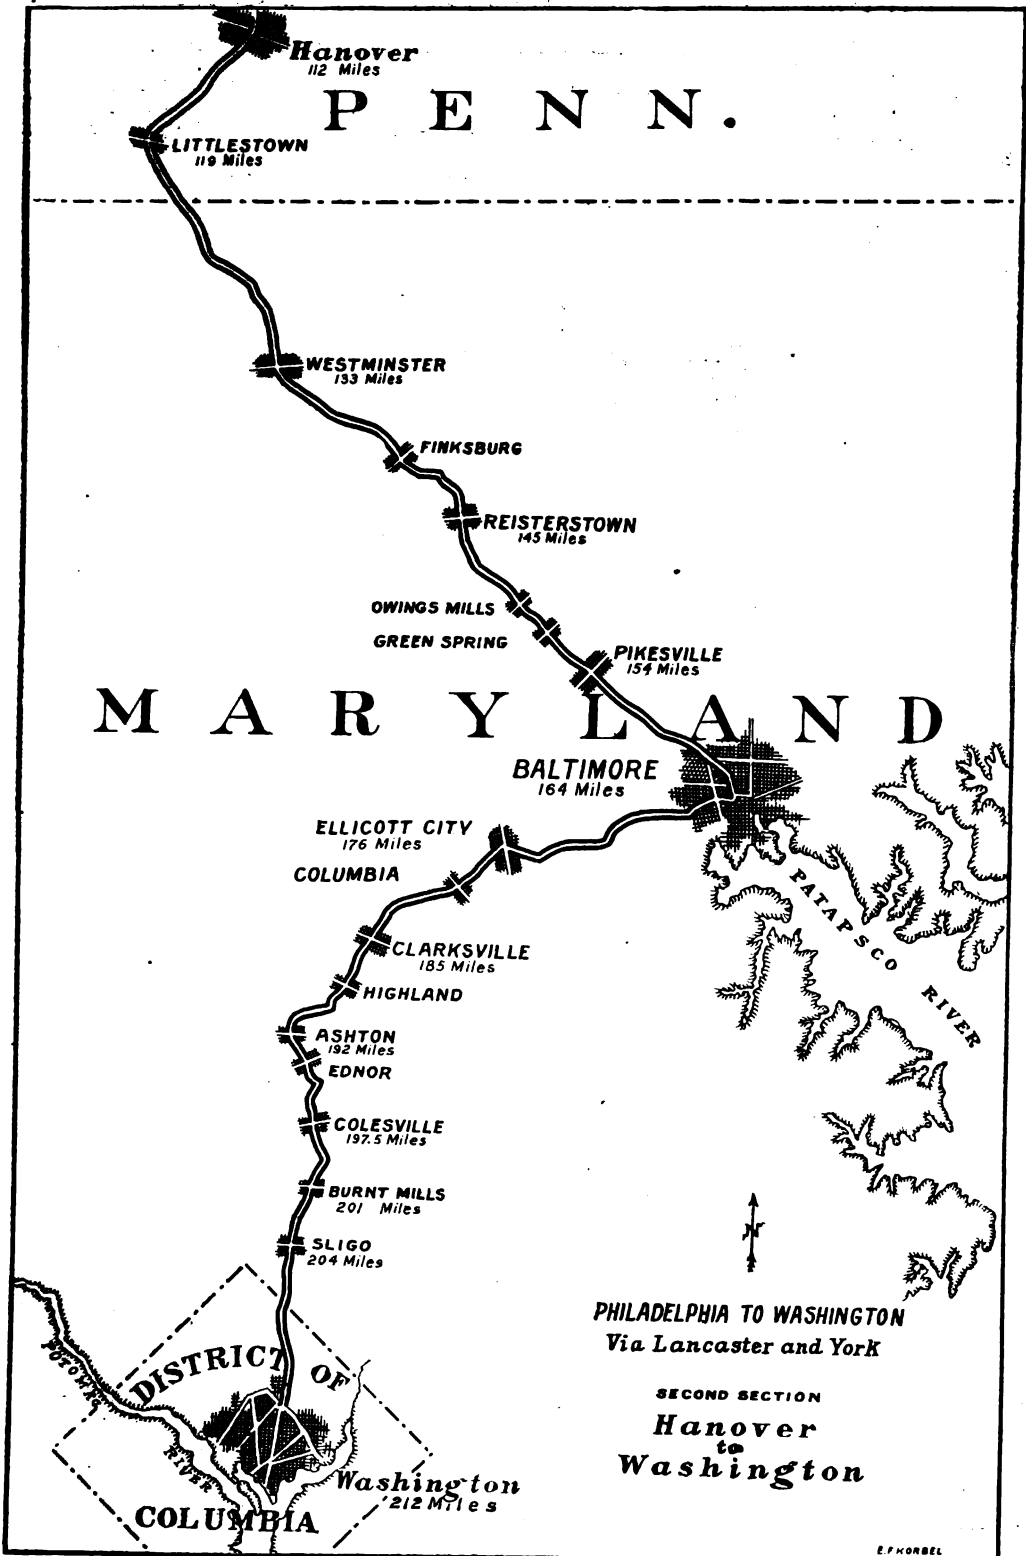 Hanover
112 Miles
PENN.
LITTLESTOWN
119 Miles
WESTMINSTER
133 Miles
FINKSBURG
REISTERSTOWN
145 Miles
OWINGS MILLS
GREEN SPRING
PIKESVILLE
154 Miles
MARYLAND
BALTIMORE
164 Miles
ELLICOTT CITY
176 Miles
COLUMBIA
PATAPSCO RIVER
CLARKSVILLE
185 Miles
HIGHLAND
ASHTON
192 Miles
EDNOR
COLESVILLE
197.5 Miles
BURNT MILLS
201 Miles
SLIGO
204 Miles
N
PHILADELPHIA TO WASHINGTON
Via Lancaster and York
SECOND SECTION
Hanover
to
Washington
POTOMAC
RIVER
DISTRICT OF
COLUMBIA
Washington
212 Miles
E.F KORBEL